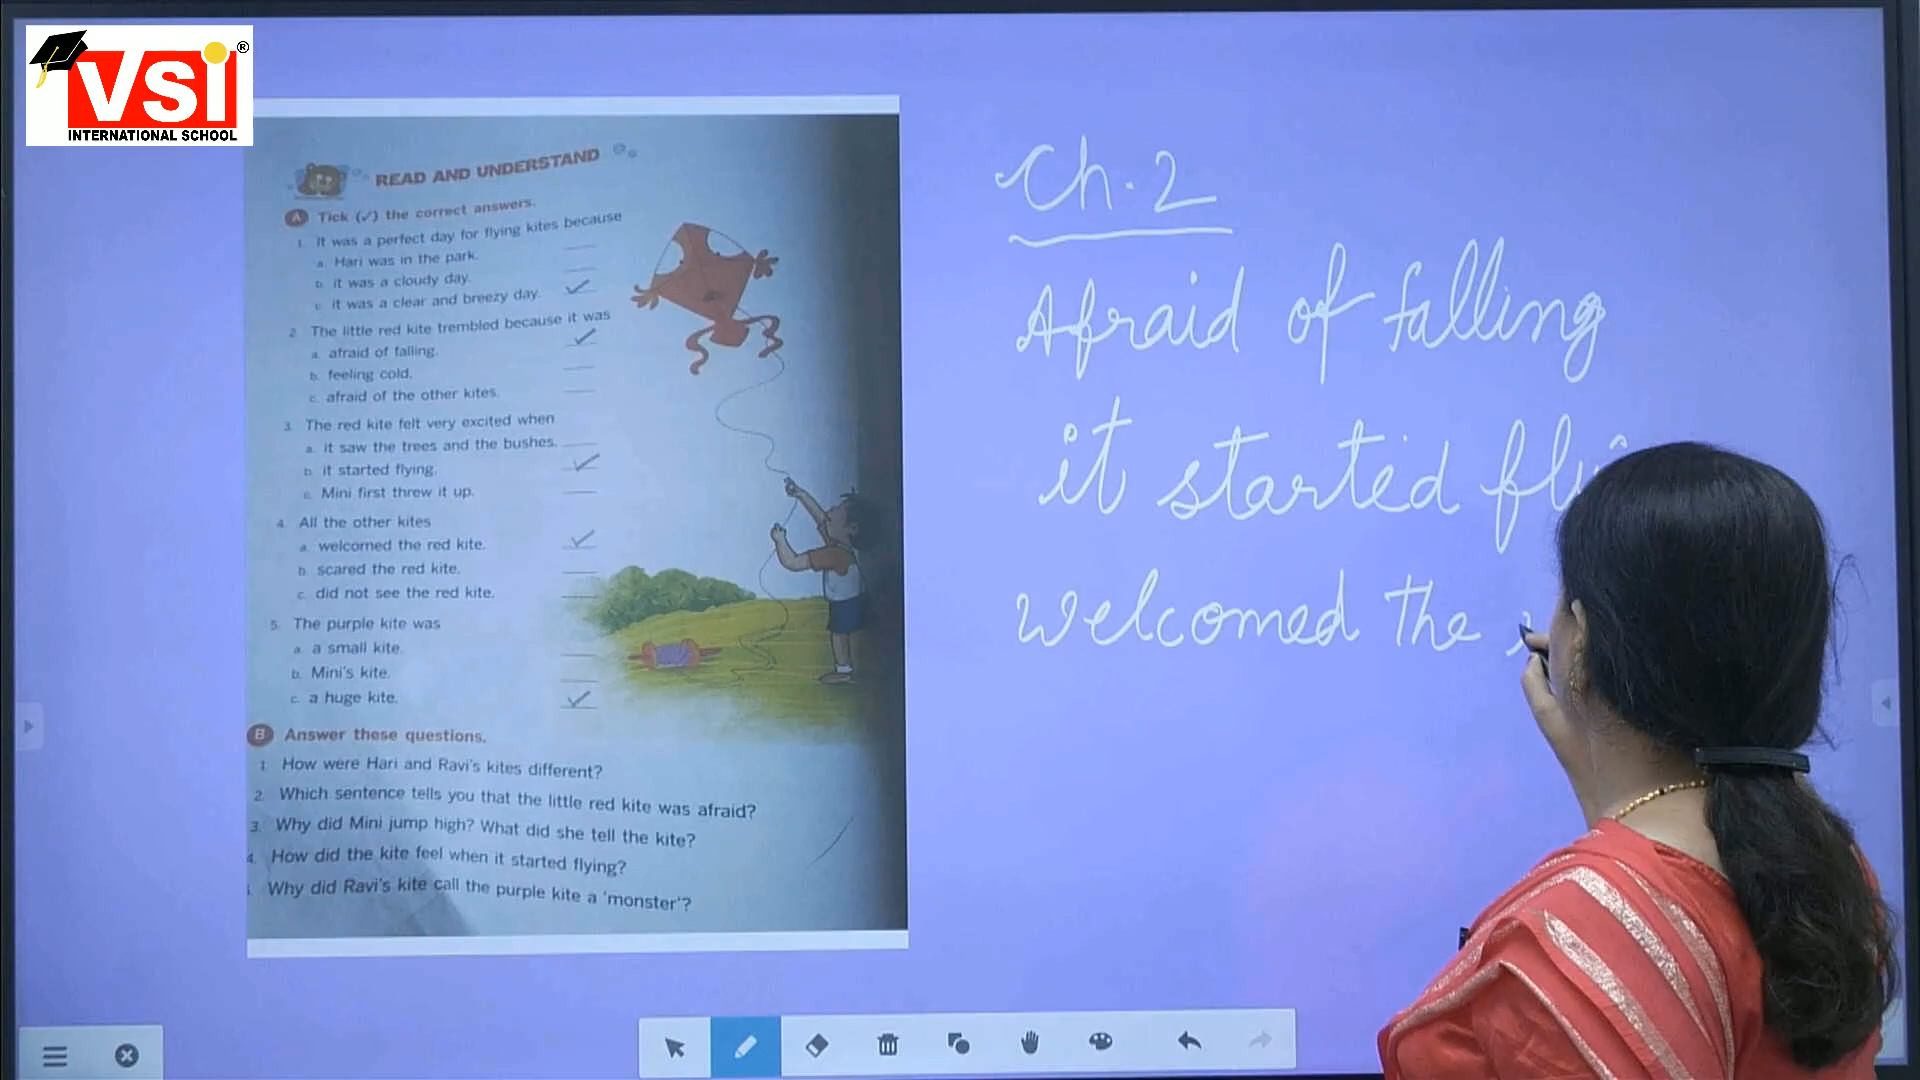 VSI ®
INTERNATIONAL SCHOOL
READ AND UNDERSTAND
A Tick (✓) the correct answers.
1. It was a perfect day for flying kites because
a. Hari was in the park.
b. it was a cloudy day.
c. it was a clear and breezy day. ✓
2. The little red kite trembled because it was
a. afraid of falling. ✓
b. feeling cold.
c. afraid of the other kites.
3. The red kite felt very excited when
a. it saw the trees and the bushes.
b. it started flying. ✓
c. Mini first threw it up.
4. All the other kites
a. welcomed the red kite. ✓
b. scared the red kite.
c. did not see the red kite.
5. The purple kite was
a. a small kite.
b. Mini's kite.
c. a huge kite. ✓
B Answer these questions.
1. How were Hari and Ravi's kites different?
2. Which sentence tells you that the little red kite was afraid?
3. Why did Mini jump high? What did she tell the kite?
4. How did the kite feel when it started flying?
Why did Ravi's kite call the purple kite a 'monster'?
Ch. 2
Afraid of falling
it started
welcomed the